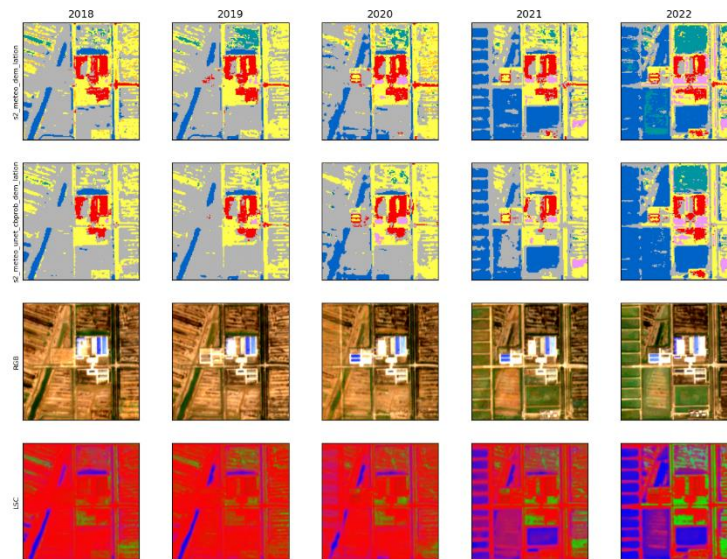 2018 2019 2020 2021 2022
s2_meteo_dem_lation
s2_meteo_unet_cbprob_dem_lation
RGB
LSC